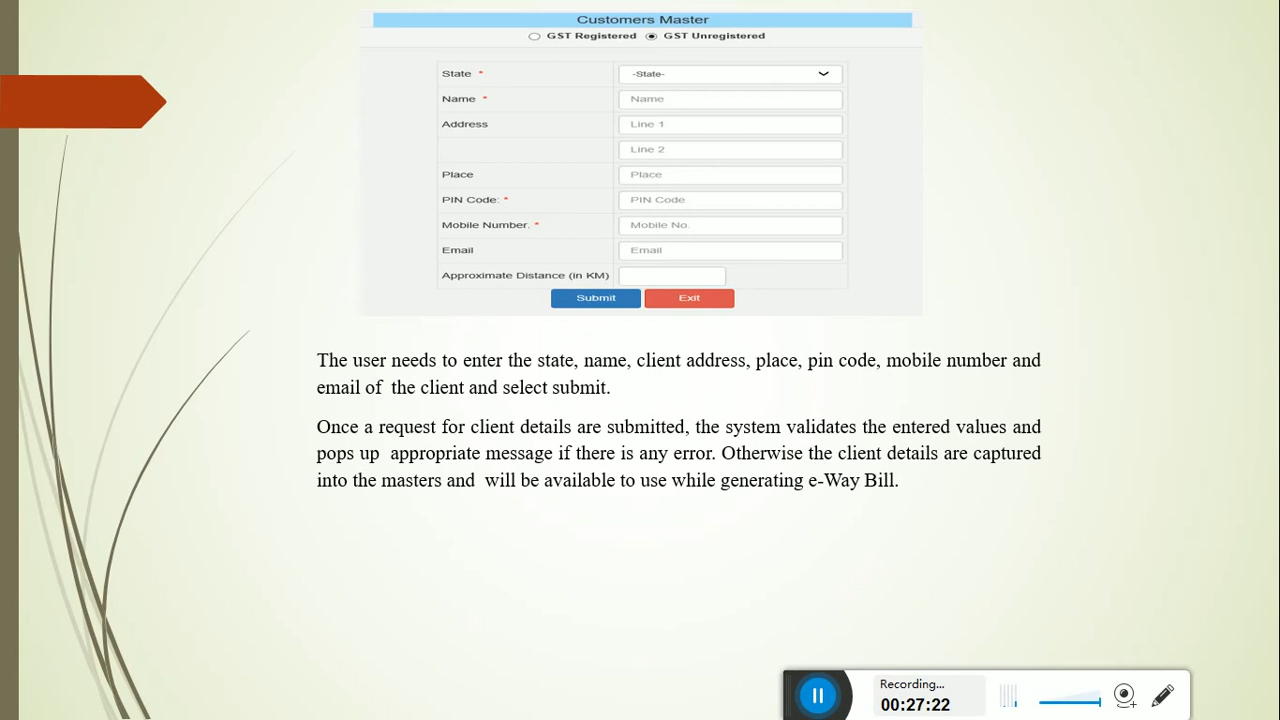 Customers Master
GST Registered GST Unregistered
State * -State-
Name * Name
Address Line 1
Line 2
Place Place
PIN Code: * PIN Code
Mobile Number. * Mobile No.
Email Email
Approximate Distance (in KM)
Submit Exit
The user needs to enter the state, name, client address, place, pin code, mobile number and
email of the client and select submit.
Once a request for client details are submitted, the system validates the entered values and
pops up appropriate message if there is any error. Otherwise the client details are captured
into the masters and will be available to use while generating e-Way Bill.
Recording...
00:27:22